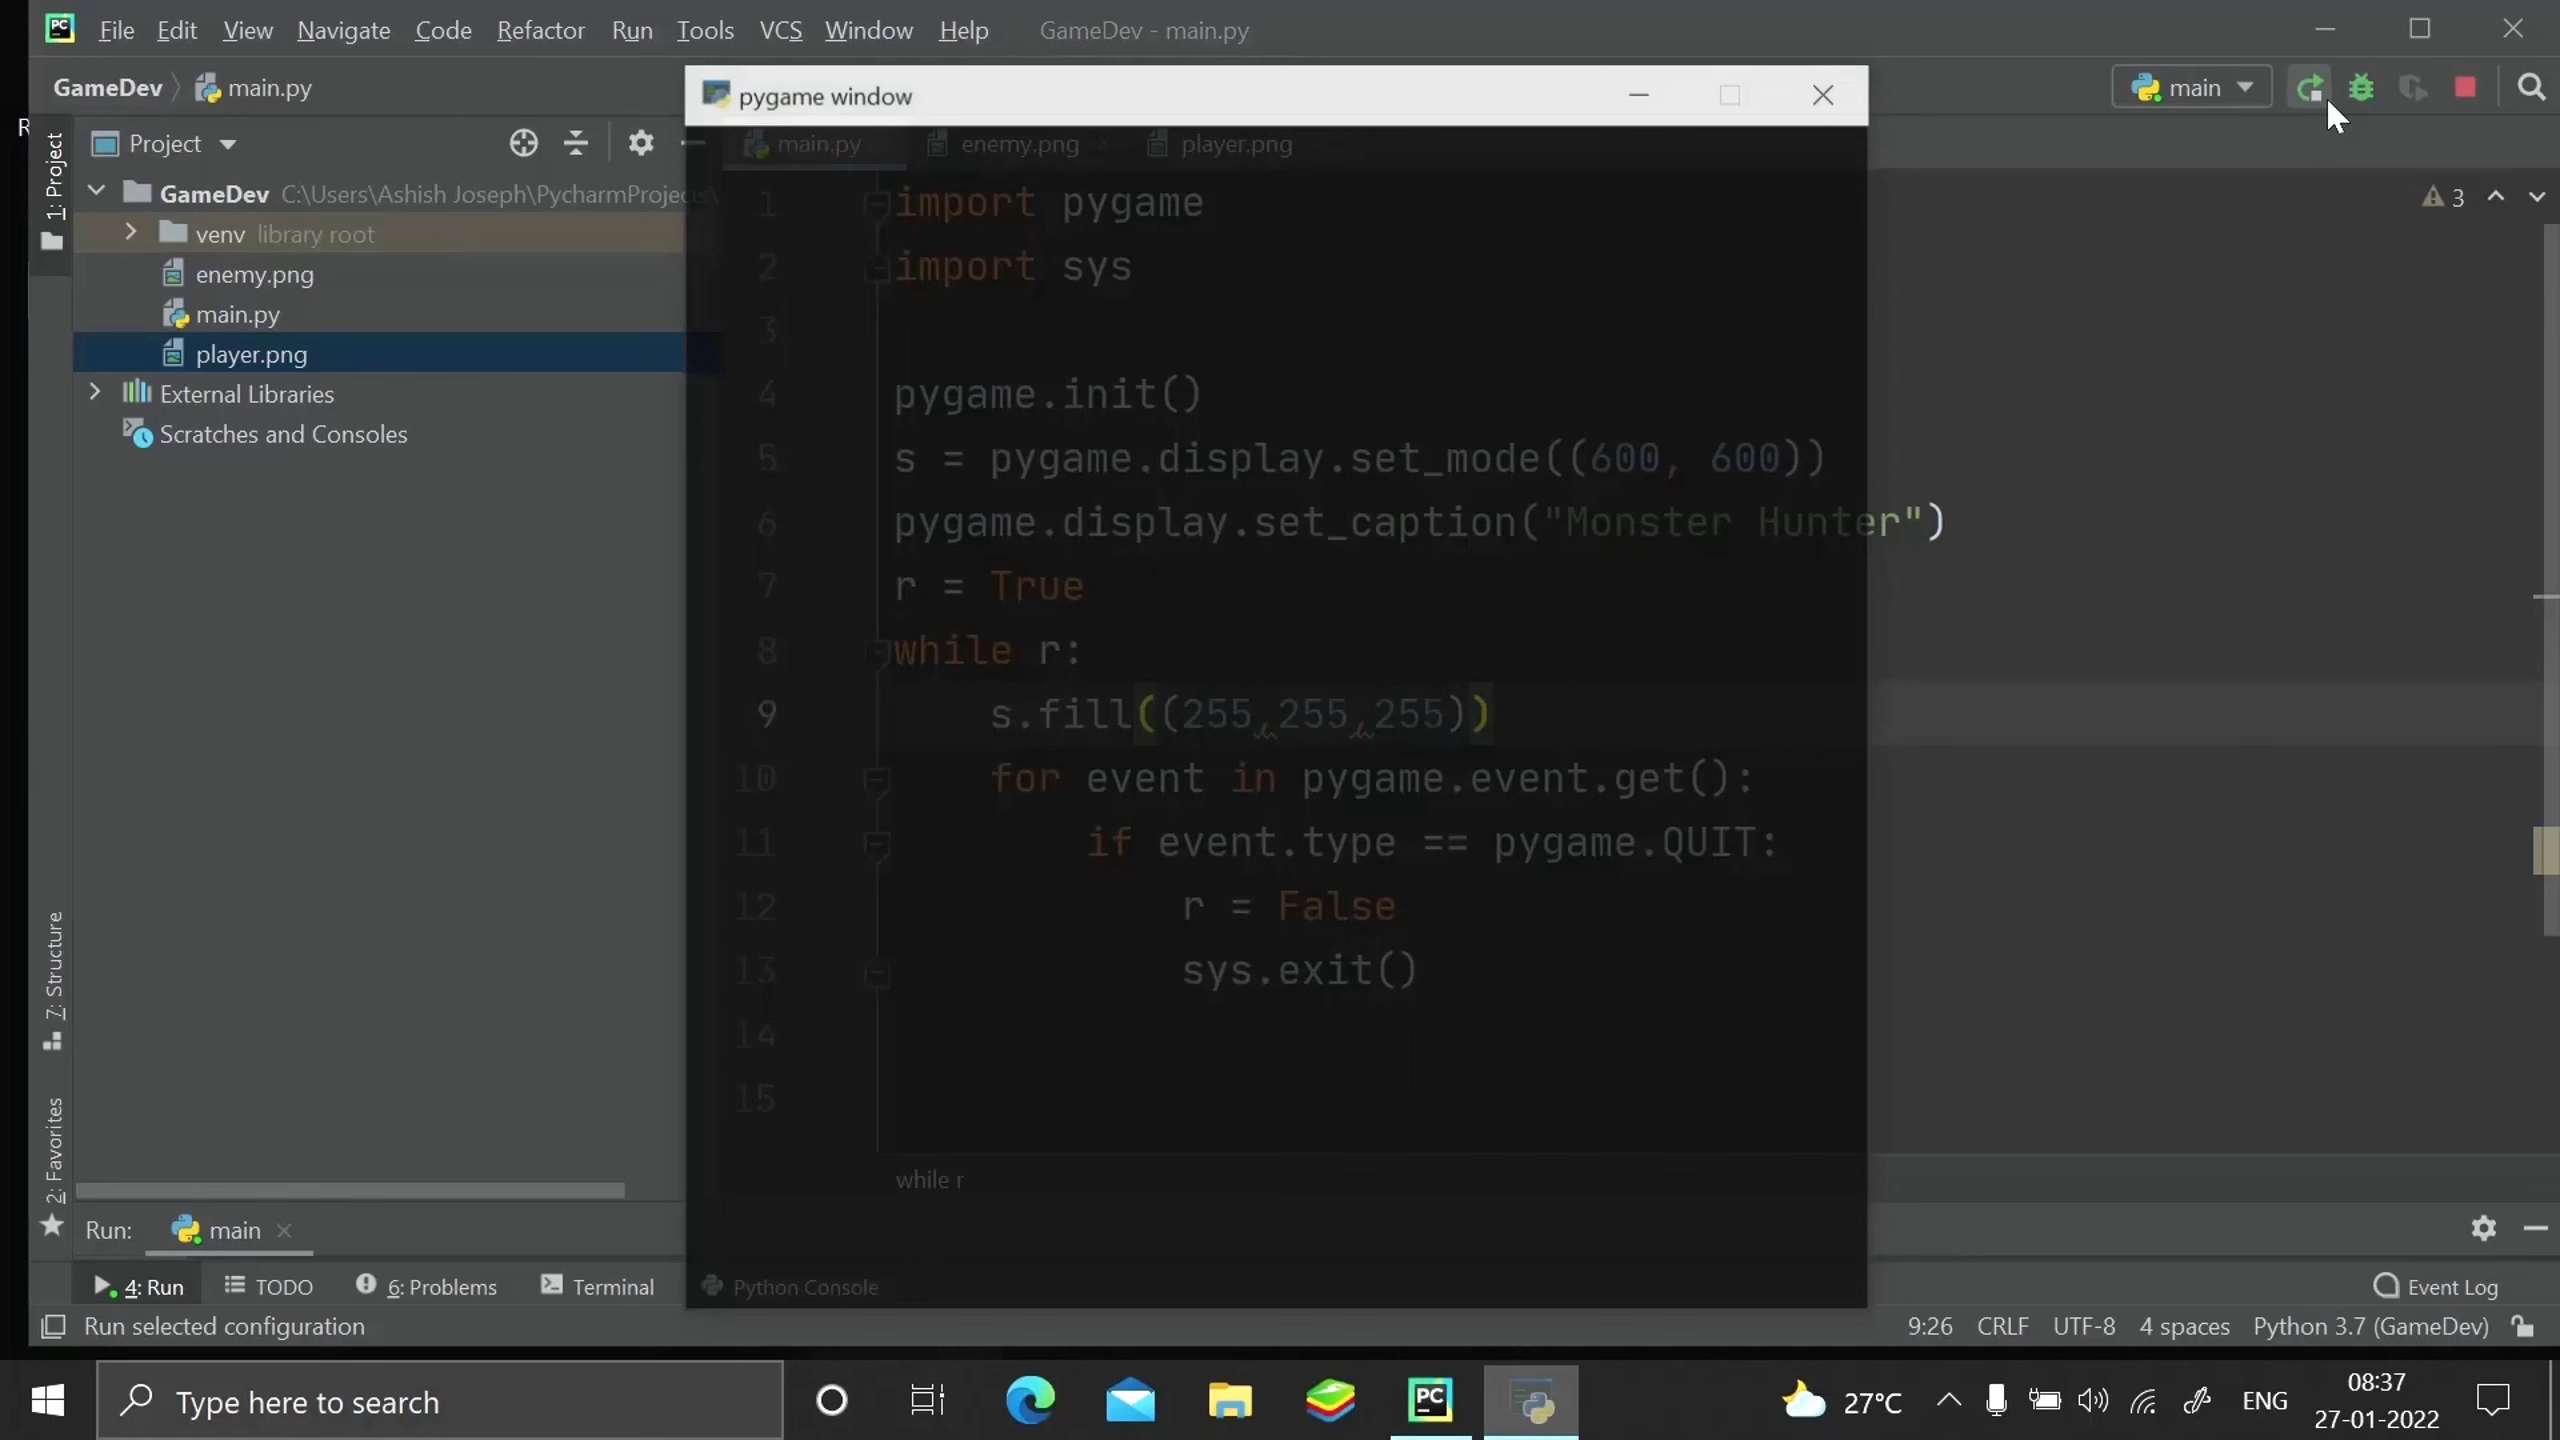 File Edit View Navigate Code Refactor Run Tools VCS Window Help GameDev - main.py
GameDev main.py
pygame window
main
R
1: Project
Project
main.py enemy.png player.png
GameDev C:\Users\Ashish Joseph\PycharmProjects\
3
venv library root
enemy.png
main.py
player.png
External Libraries
Scratches and Consoles
1 import pygame
2 import sys
3
4 pygame.init()
5 s = pygame.display.set_mode((600, 600))
6 pygame.display.set_caption("Monster Hunter")
7 r = True
8 while r:
9 s.fill((255,255,255))
10 for event in pygame.event.get():
11 if event.type == pygame.QUIT:
12 r = False
13 sys.exit()
14
15
while r
7: Structure
2: Favorites
Run: main
4: Run TODO 6: Problems Terminal Python Console Event Log
Run selected configuration 9:26 CRLF UTF-8 4 spaces Python 3.7 (GameDev)
Type here to search
27°C ENG
08:37
27-01-2022